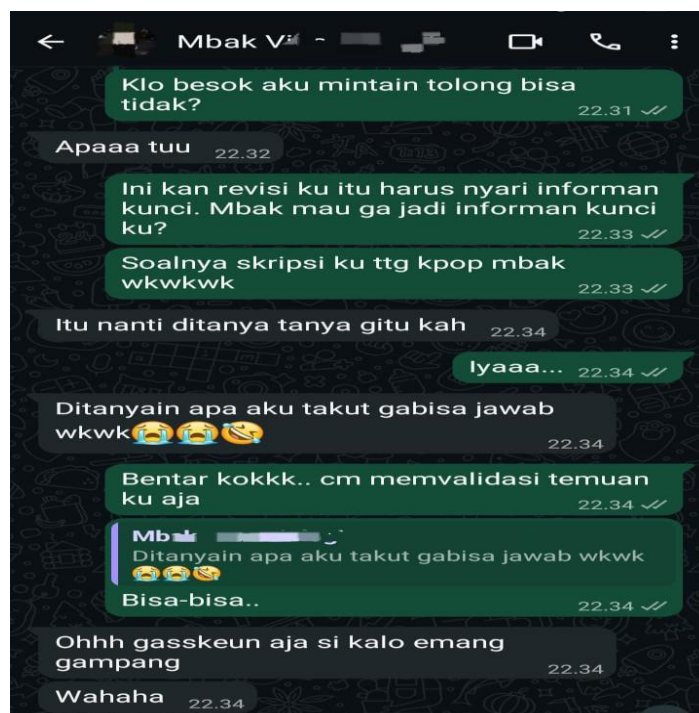 Mbak
Klo besok aku mintain tolong bisa
tidak?
22.31
Apaaa tuu 22.32
Ini kan revisi ku itu harus nyari informan
kunci. Mbak mau ga jadi informan kunci
ku?
22.33
Soalnya skripsi ku ttg kpop mbak
wkwkwk
22.33
Itu nanti ditanya tanya gitu kah 22.34
Iyaaa... 22.34
Ditanyain apa aku takut gabisa jawab
wkwk😭😭🤣
22.34
Bentar kokkk.. cm memvalidasi temuan
ku aja
22.34
Ditanyain apa aku takut gabisa jawab wkwk
😭😭🤣
Bisa-bisa..
22.34
Ohhh gasskeun aja si kalo emang
gampang
22.34
Wahaha 22.34